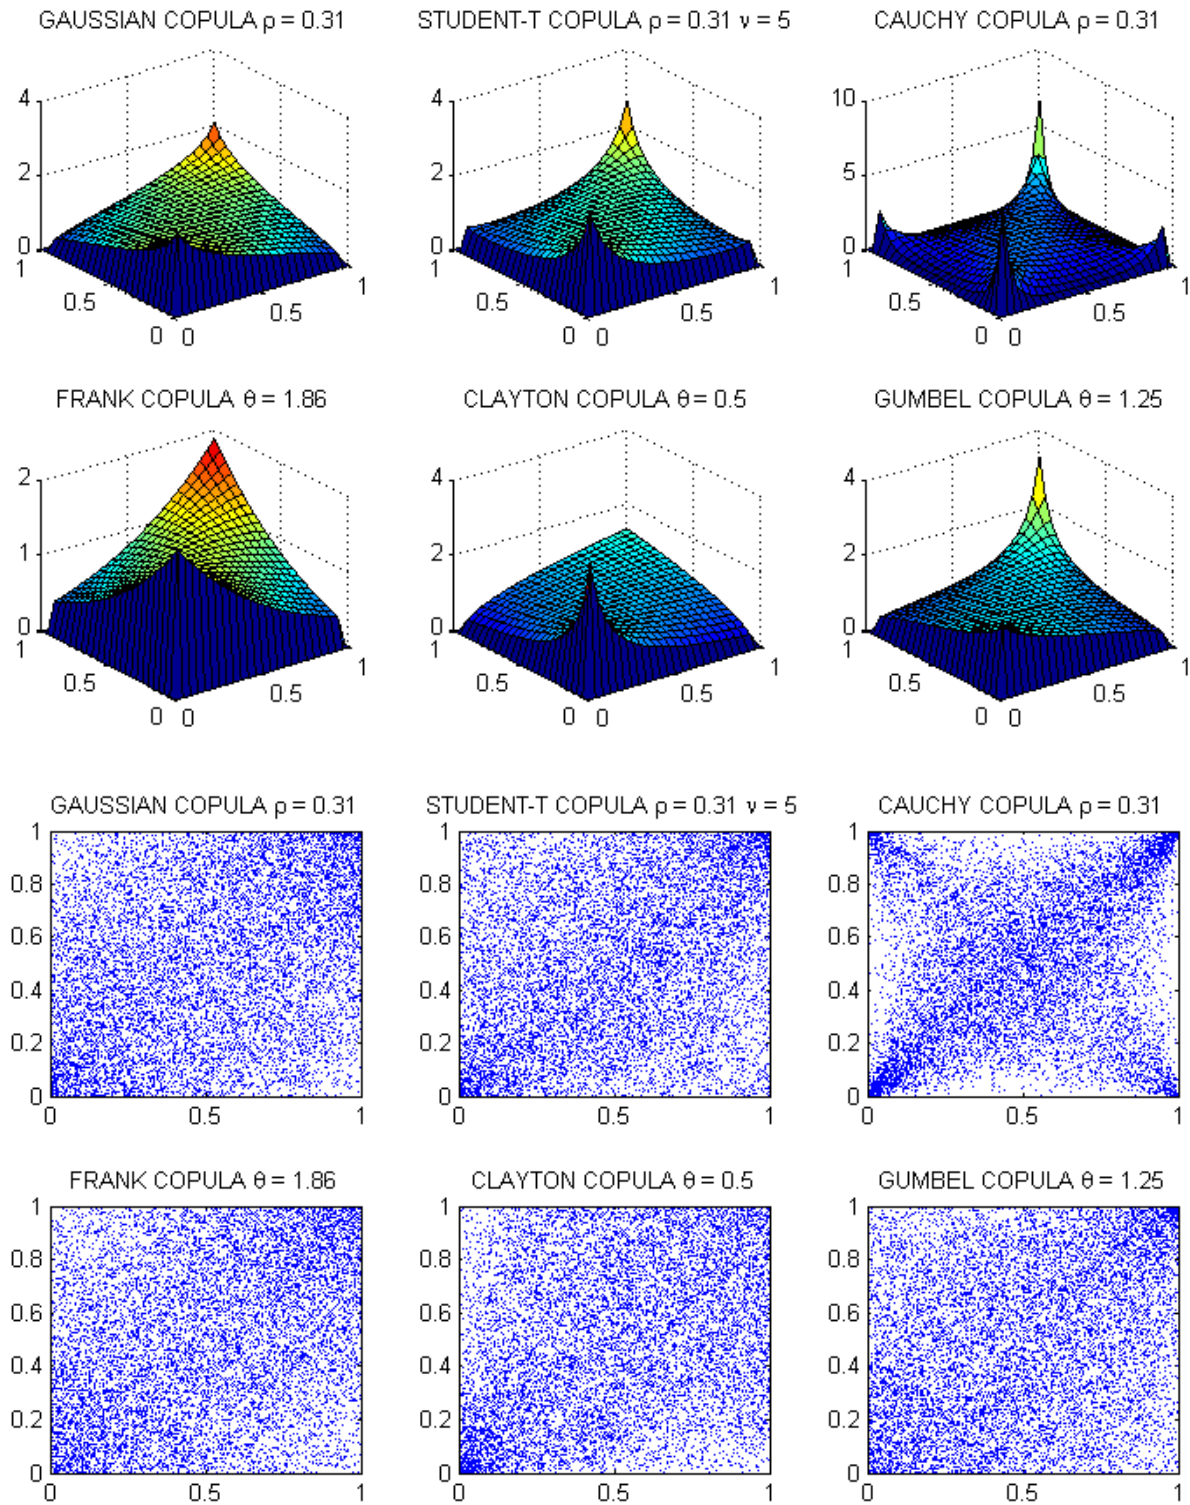 GAUSSIAN COPULA ρ = 0.31 STUDENT-T COPULA ρ = 0.31 ν = 5 CAUCHY COPULA ρ = 0.31
4 4 10
2 2 5
0 0 0
1 1 1 1 1 1
0.5 0.5 0.5 0.5 0.5 0.5
0 0 0 0 0 0
FRANK COPULA θ = 1.86 CLAYTON COPULA θ = 0.5 GUMBEL COPULA θ = 1.25
2 4 4
1 2 2
0 0 0
1 1 1 1 1 1
0.5 0.5 0.5 0.5 0.5 0.5
0 0 0 0 0 0
GAUSSIAN COPULA ρ = 0.31 STUDENT-T COPULA ρ = 0.31 ν = 5 CAUCHY COPULA ρ = 0.31
1 1 1
0.8 0.8 0.8
0.6 0.6 0.6
0.4 0.4 0.4
0.2 0.2 0.2
0 0 0
0 0.5 1 0 0.5 1 0 0.5 1
FRANK COPULA θ = 1.86 CLAYTON COPULA θ = 0.5 GUMBEL COPULA θ = 1.25
1 1 1
0.8 0.8 0.8
0.6 0.6 0.6
0.4 0.4 0.4
0.2 0.2 0.2
0 0 0
0 0.5 1 0 0.5 1 0 0.5 1